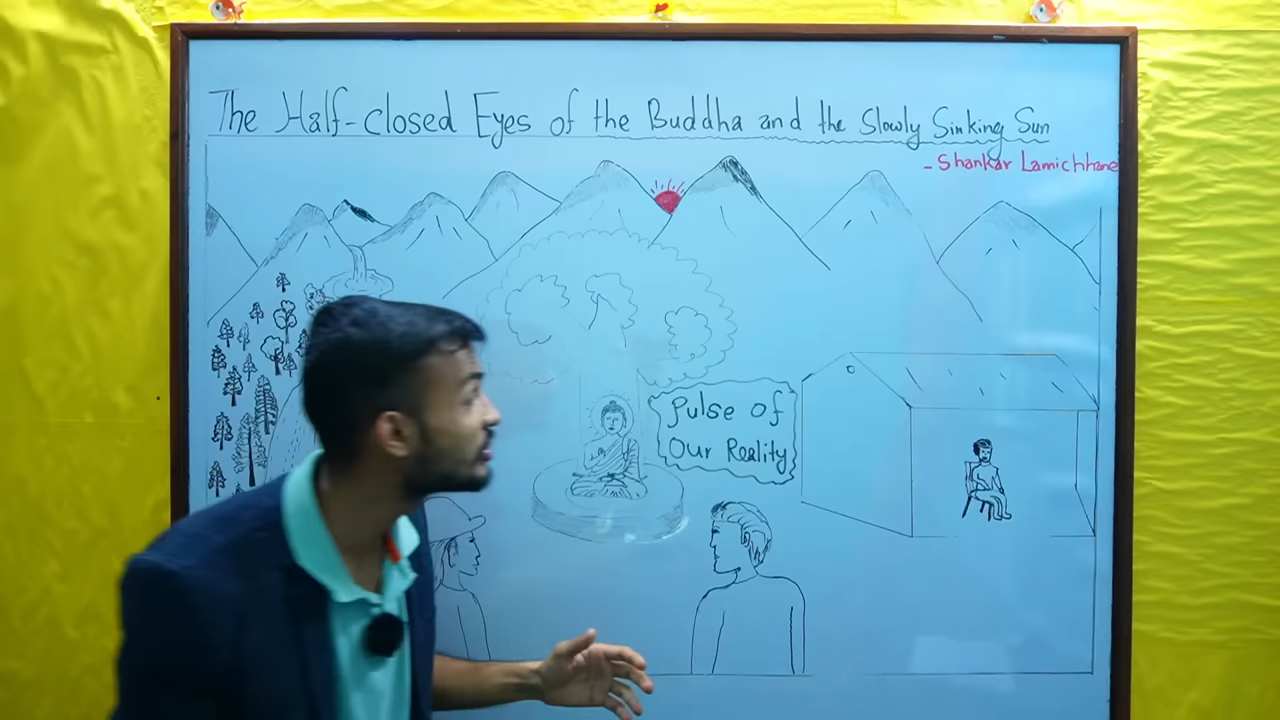 The Half-closed Eyes of the Buddha and the Slowly Sinking Sun
- Shankar Lamichhane
Pulse of
Our Reality